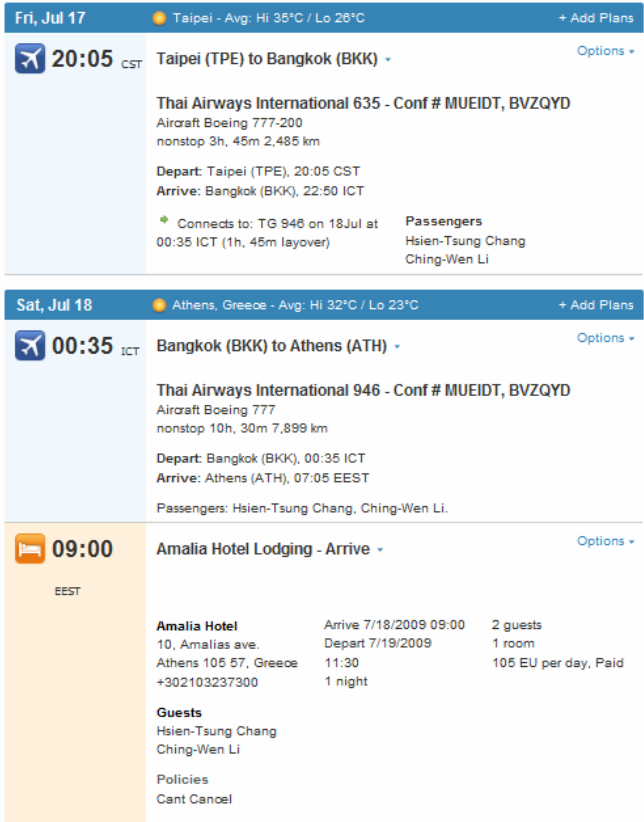 Fri, Jul 17 Taipei - Avg: Hi 35°C / Lo 26°C + Add Plans
20:05 CST Taipei (TPE) to Bangkok (BKK) Options
Thai Airways International 635 - Conf # MUEIDT, BVZQYD
Aircraft Boeing 777-200
nonstop 3h, 45m 2,485 km
Depart: Taipei (TPE), 20:05 CST
Arrive: Bangkok (BKK), 22:50 ICT
Connects to: TG 946 on 18Jul at
00:35 ICT (1h, 45m layover)
Passengers
Hsien-Tsung Chang
Ching-Wen Li
Sat, Jul 18 Athens, Greece - Avg: Hi 32°C / Lo 23°C + Add Plans
00:35 ICT Bangkok (BKK) to Athens (ATH) Options
Thai Airways International 946 - Conf # MUEIDT, BVZQYD
Aircraft Boeing 777
nonstop 10h, 30m 7,899 km
Depart: Bangkok (BKK), 00:35 ICT
Arrive: Athens (ATH), 07:05 EEST
Passengers: Hsien-Tsung Chang, Ching-Wen Li.
09:00 Amalia Hotel Lodging - Arrive Options
EEST
Amalia Hotel
10, Amalias ave.
Athens 105 57, Greece
+302103237300
Arrive 7/18/2009 09:00
Depart 7/19/2009
11:30
1 night
2 guests
1 room
105 EU per day, Paid
Guests
Hsien-Tsung Chang
Ching-Wen Li
Policies
Cant Cancel